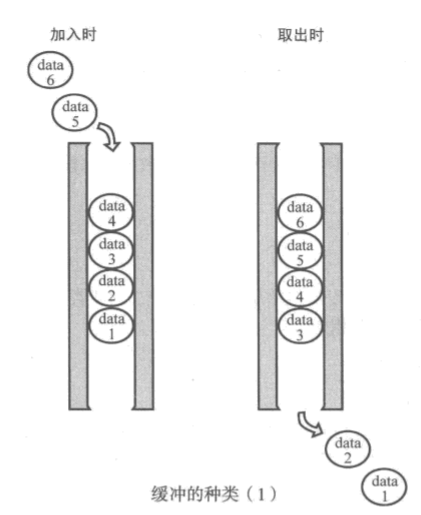 加入时
取出时
data
6
data
5
data
4
data
3
data
2
data
1
data
6
data
5
data
4
data
3
data
2
data
1
缓冲的种类（1）